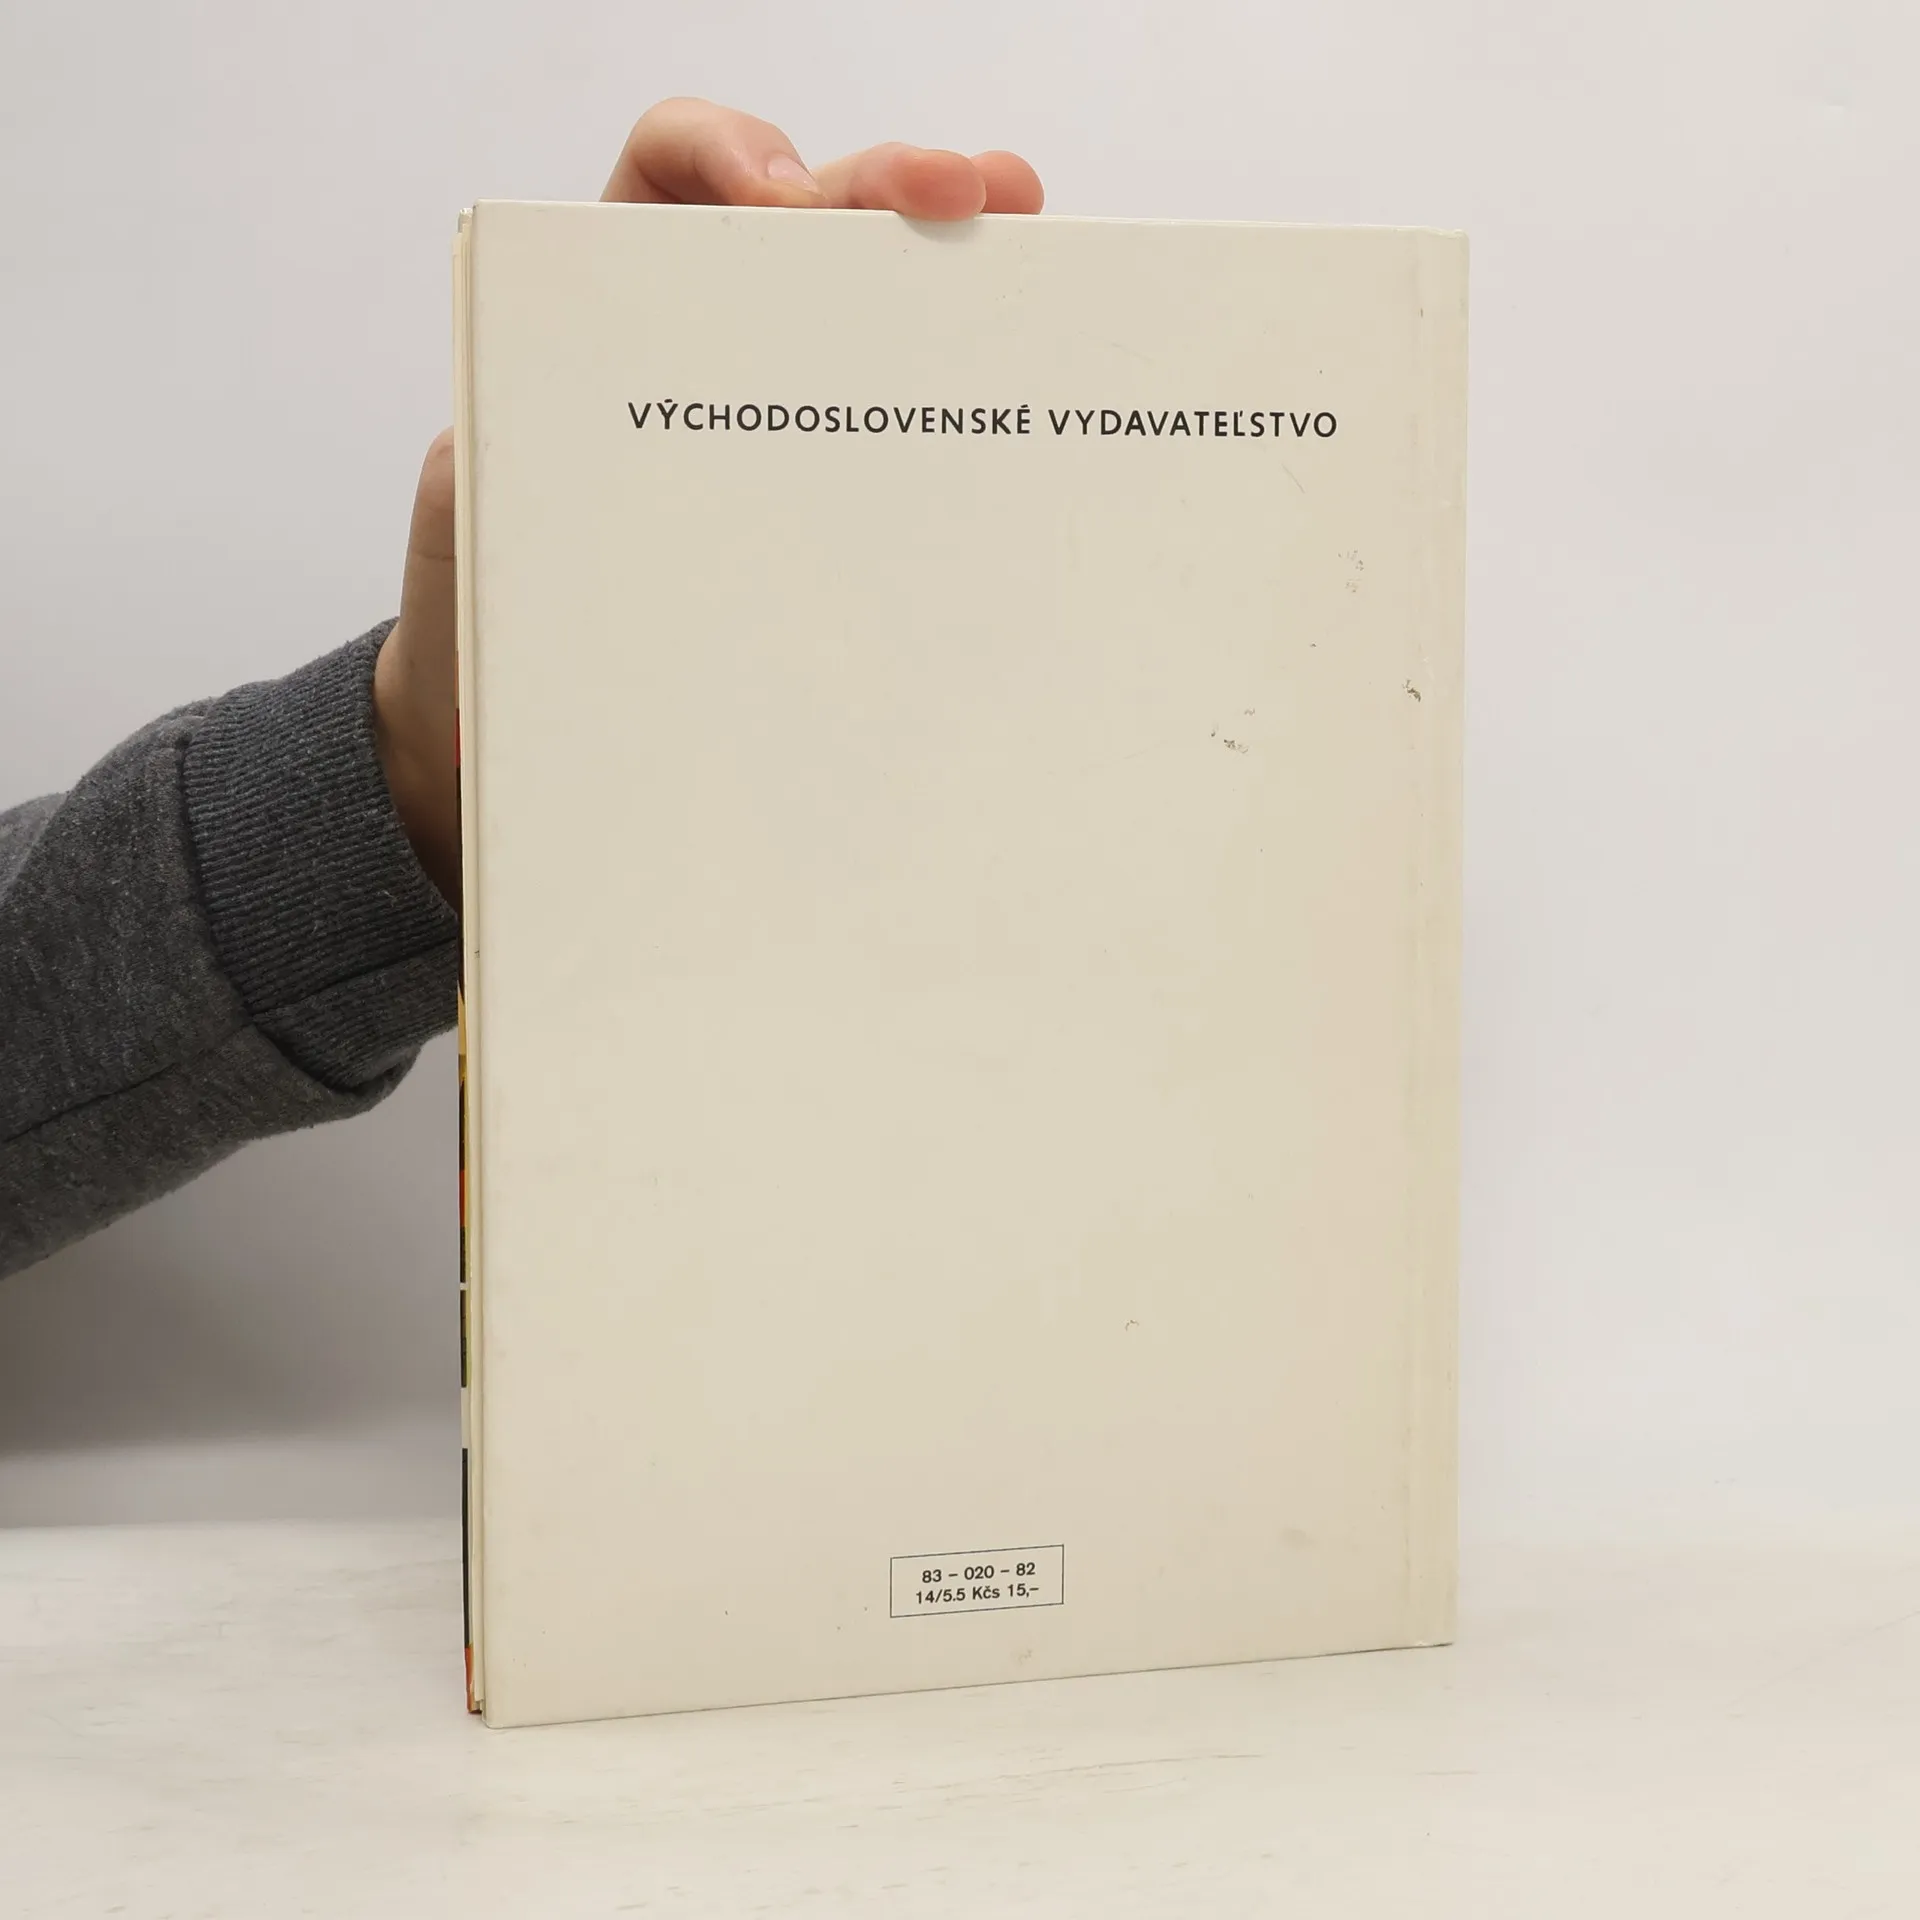 VÝCHODOSLOVENSKÉ VYDAVATEĽSTVO
83 – 020 – 82
14/5.5 Kčs 15,–